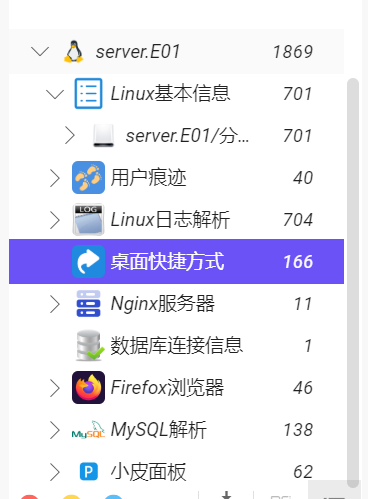 server.E01 1869
Linux基本信息 701
server.E01/分... 701
用户痕迹 40
LOG
Linux日志解析 704
桌面快捷方式 166
Nginx服务器 11
数据库连接信息 1
Firefox浏览器 46
MySQL
MySQL解析 138
P 小皮面板 62